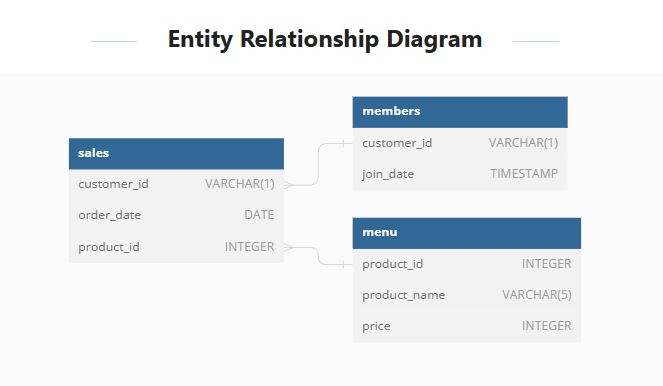 Entity Relationship Diagram
sales
customer_id VARCHAR(1)
order_date DATE
product_id INTEGER
members
customer_id VARCHAR(1)
join_date TIMESTAMP
menu
product_id INTEGER
product_name VARCHAR(5)
price INTEGER